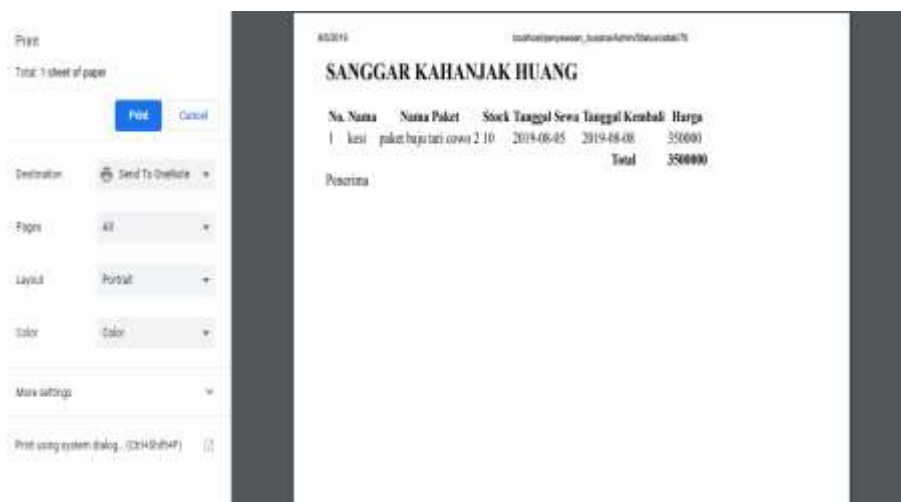 Print
Total: 1 sheet of paper
Print Cancel
Destination Send To OneNote
Pages All
Layout Portrait
Color Color
More settings
Print using system dialog... (Ctrl+Shift+P)
8/5/2019
SANGGAR KAHANJAK HUANG
No. Nama Nama Paket Stock Tanggal Sewa Tanggal Kembali Harga
1 kesi paket baju tari cowo 2 10 2019-08-05 2019-08-08 350000
Total 3500000
Penerima